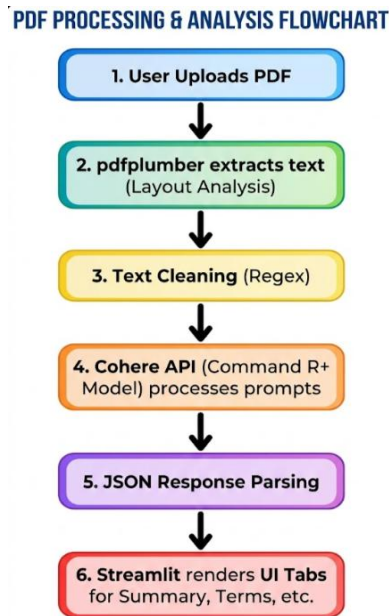 PDF PROCESSING & ANALYSIS FLOWCHART
1. User Uploads PDF
2. pdfplumber extracts text
(Layout Analysis)
3. Text Cleaning (Regex)
4. Cohere API (Command R+
Model) processes prompts
5. JSON Response Parsing
6. Streamlit renders UI Tabs
for Summary, Terms, etc.